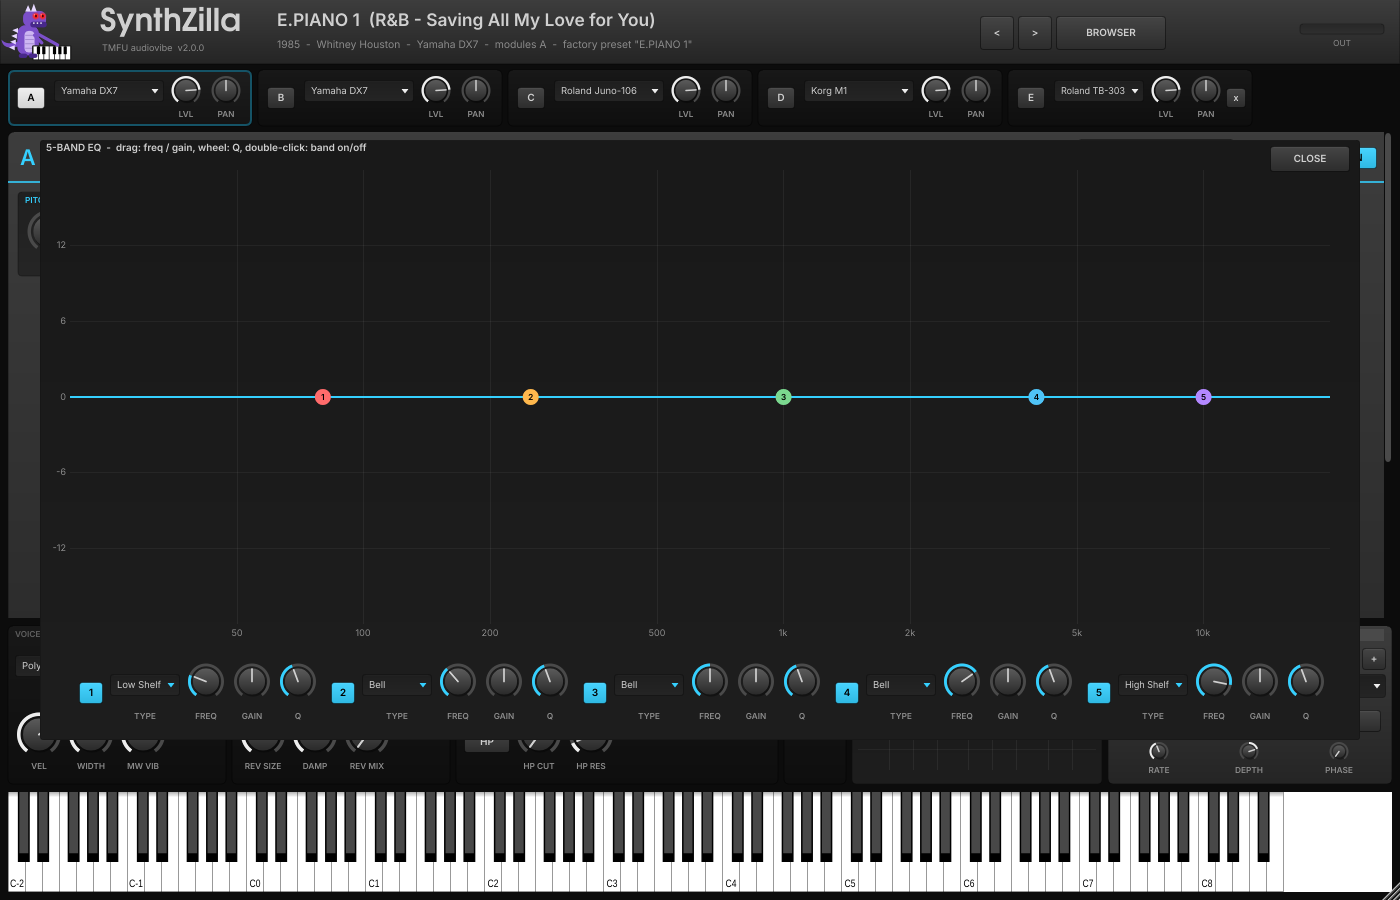 SynthZilla
TMFU audiovibe v2.0.0
E.PIANO 1 (R&B - Saving All My Love for You)
1985 - Whitney Houston - Yamaha DX7 - modules A - factory preset "E.PIANO 1"
< > BROWSER
OUT
A Yamaha DX7 LVL PAN
B Yamaha DX7 LVL PAN
C Roland Juno-106 LVL PAN
D Korg M1 LVL PAN
E Roland TB-303 LVL PAN x
A
5-BAND EQ - drag: freq / gain, wheel: Q, double-click: band on/off
CLOSE
12
6
0
-6
-12
1 2 3 4 5
50 100 200 500 1k 2k 5k 10k
VOICE
Poly
+
1 Low Shelf TYPE FREQ GAIN Q
2 Bell TYPE FREQ GAIN Q
3 Bell TYPE FREQ GAIN Q
4 Bell TYPE FREQ GAIN Q
5 High Shelf TYPE FREQ GAIN Q
HP
VEL WIDTH MW VIB REV SIZE DAMP REV MIX HP CUT HP RES RATE DEPTH PHASE
C-2 C-1 C0 C1 C2 C3 C4 C5 C6 C7 C8